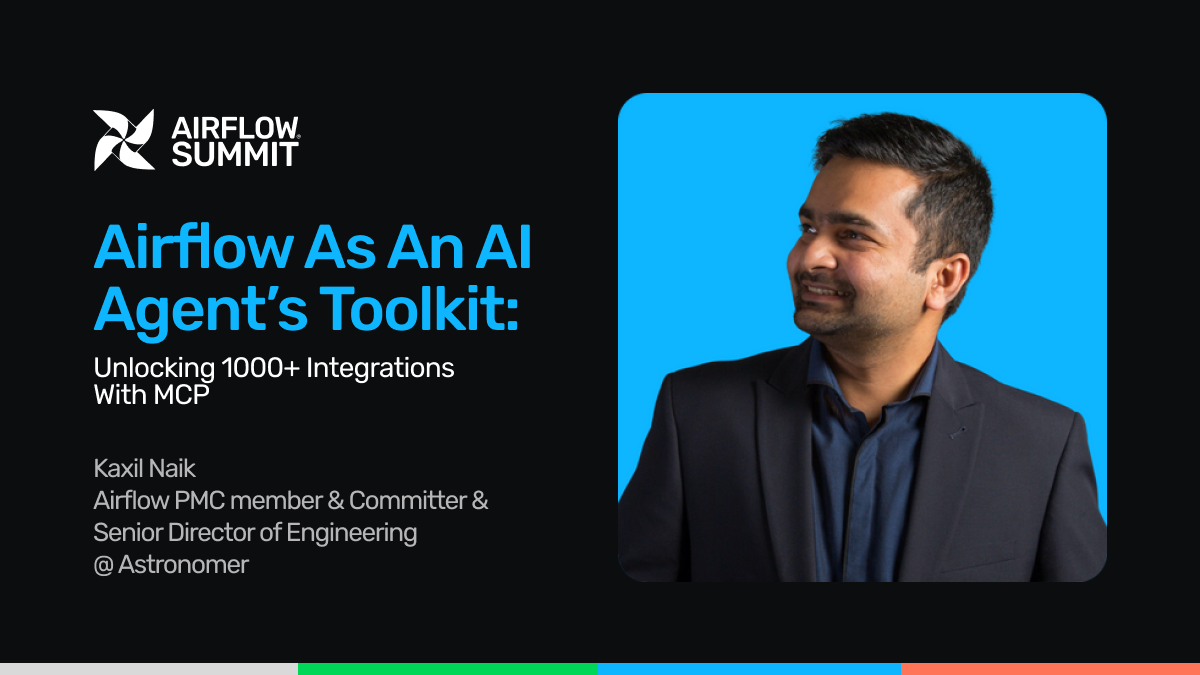 AIRFLOW
SUMMIT
Airflow As An AI
Agent’s Toolkit:
Unlocking 1000+ Integrations
With MCP
Kaxil Naik
Airflow PMC member & Committer &
Senior Director of Engineering
@ Astronomer